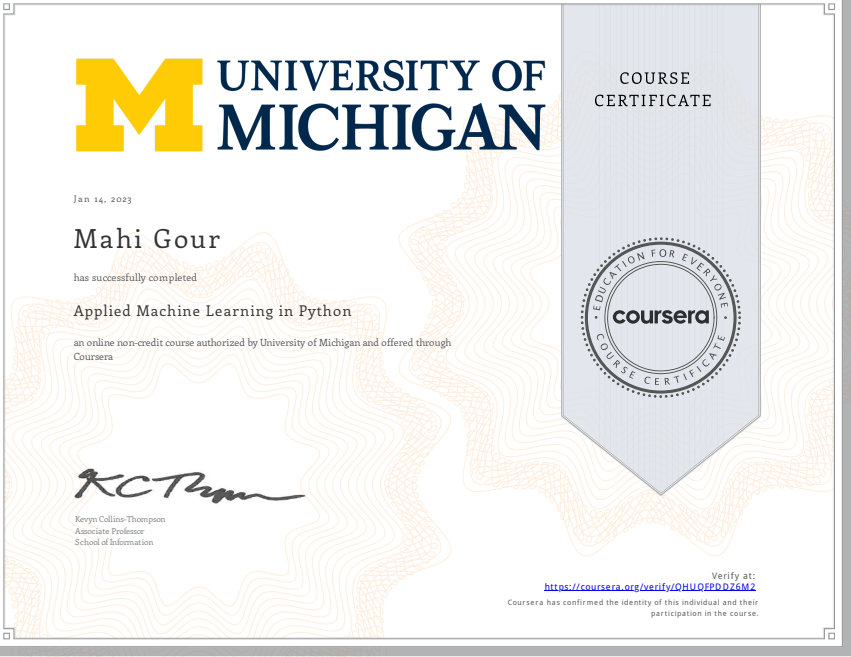 UNIVERSITY OF
MICHIGAN
COURSE
CERTIFICATE
Jan 14, 2023
Mahi Gour
has successfully completed
Applied Machine Learning in Python
an online non-credit course authorized by University of Michigan and offered through
Coursera
EDUCATION FOR EVERYONE
coursera
COURSE CERTIFICATE
Kevyn Collins-Thompson
Associate Professor
School of Information
Verify at:
https://coursera.org/verify/QHUQFPDDZ6M2
Coursera has confirmed the identity of this individual and their
participation in the course.